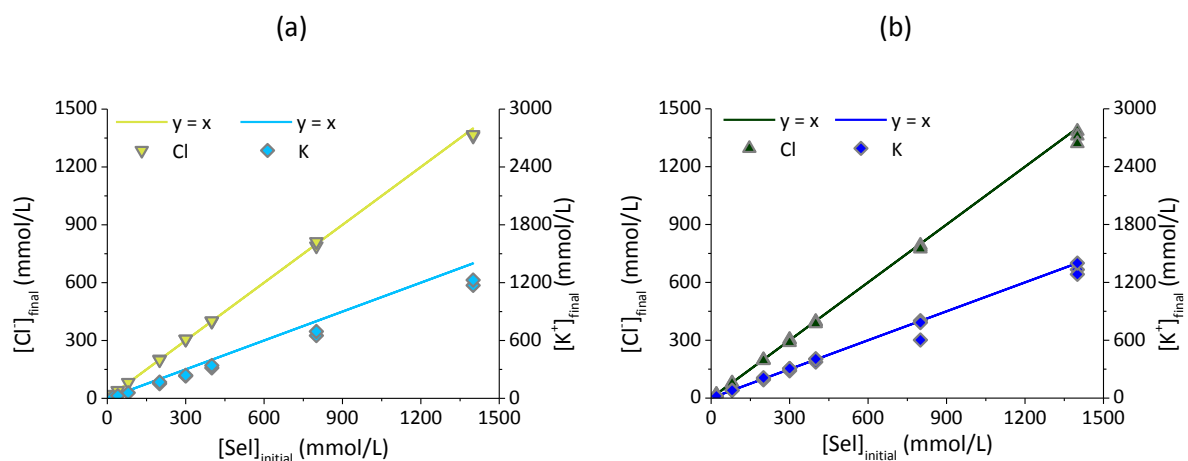 (a)
1500
1200
900
600
300
0
[Cl⁻]final (mmol/L)
y = x
y = x
Cl
K
3000
2400
1800
1200
600
0
[K⁺]final (mmol/L)
0 300 600 900 1200 1500
[Sel]initial (mmol/L)
(b)
1500
1200
900
600
300
0
[Cl⁻]final (mmol/L)
y = x
y = x
Cl
K
3000
2400
1800
1200
600
0
[K⁺]final (mmol/L)
0 300 600 900 1200 1500
[Sel]initial (mmol/L)